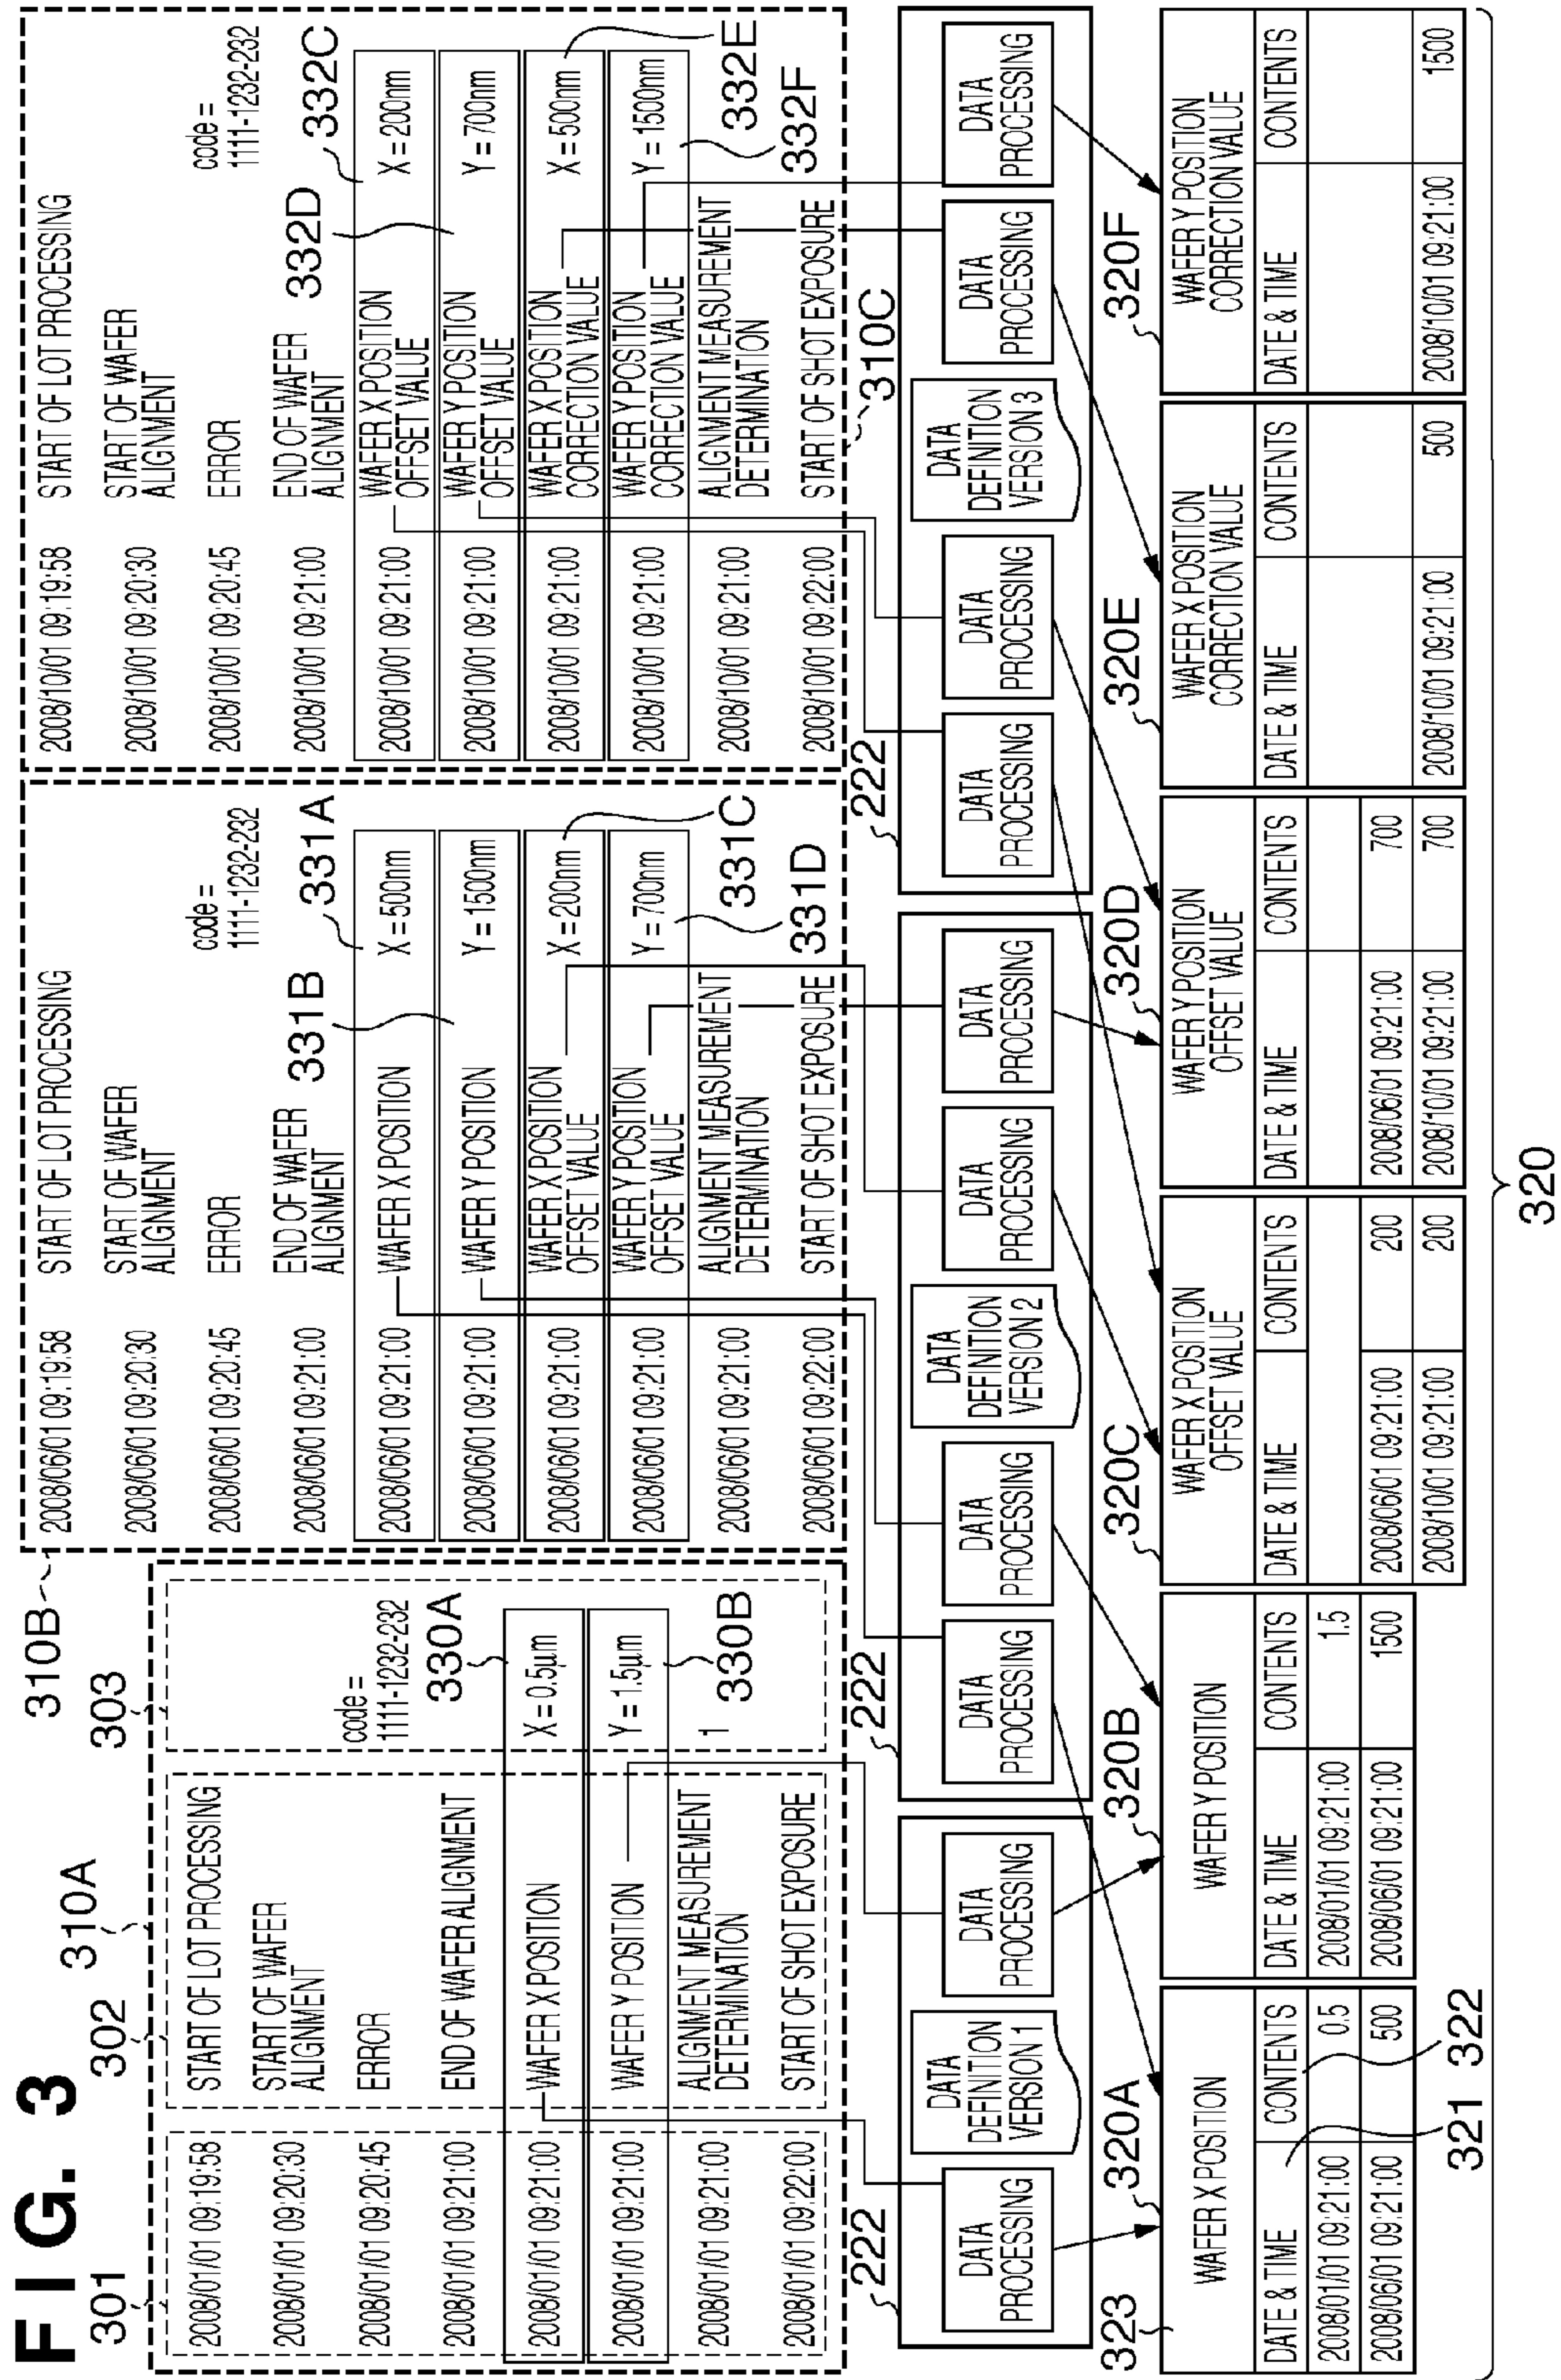 FIG. 3
301
302
310A
303
2008/01/01 09:19:58 START OF LOT PROCESSING
2008/01/01 09:20:30 START OF WAFER
ALIGNMENT
2008/01/01 09:20:45 ERROR code =
1111-1232-232
2008/01/01 09:21:00 END OF WAFER ALIGNMENT
330A
2008/01/01 09:21:00 WAFER X POSITION X = 0.5µm
2008/01/01 09:21:00 WAFER Y POSITION Y = 1.5µm
330B
2008/01/01 09:21:00 ALIGNMENT MEASUREMENT 1
DETERMINATION
2008/01/01 09:22:00 START OF SHOT EXPOSURE
310B
2008/06/01 09:19:58 START OF LOT PROCESSING
2008/06/01 09:20:30 START OF WAFER
ALIGNMENT
2008/06/01 09:20:45 ERROR code =
1111-1232-232
2008/06/01 09:21:00 END OF WAFER
ALIGNMENT
331B
331A
2008/06/01 09:21:00 WAFER X POSITION X = 500nm
2008/06/01 09:21:00 WAFER Y POSITION Y = 1500nm
2008/06/01 09:21:00 WAFER X POSITION
OFFSET VALUE X = 200nm
2008/06/01 09:21:00 WAFER Y POSITION
OFFSET VALUE Y = 700nm
331C
331D
2008/06/01 09:21:00 ALIGNMENT MEASUREMENT
DETERMINATION
2008/06/01 09:22:00 START OF SHOT EXPOSURE
2008/10/01 09:19:58 START OF LOT PROCESSING
2008/10/01 09:20:30 START OF WAFER
ALIGNMENT
2008/10/01 09:20:45 ERROR code =
1111-1232-232
2008/10/01 09:21:00 END OF WAFER
ALIGNMENT
332D
332C
2008/10/01 09:21:00 WAFER X POSITION
OFFSET VALUE X = 200nm
2008/10/01 09:21:00 WAFER Y POSITION
OFFSET VALUE Y = 700nm
2008/10/01 09:21:00 WAFER X POSITION
CORRECTION VALUE X = 500nm
2008/10/01 09:21:00 WAFER Y POSITION
CORRECTION VALUE Y = 1500nm
332E
332F
2008/10/01 09:21:00 ALIGNMENT MEASUREMENT
DETERMINATION
2008/10/01 09:22:00 START OF SHOT EXPOSURE
310C
222
DATA
PROCESSING
DATA
DEFINITION
VERSION 1
DATA
PROCESSING
222
DATA
PROCESSING
DATA
PROCESSING
DATA
DEFINITION
VERSION 2
DATA
PROCESSING
DATA
PROCESSING
222
DATA
PROCESSING
DATA
PROCESSING
DATA
DEFINITION
VERSION 3
DATA
PROCESSING
DATA
PROCESSING
323
320A
WAFER X POSITION
DATE & TIME CONTENTS
2008/01/01 09:21:00 0.5
2008/06/01 09:21:00 500
321
322
320B
WAFER Y POSITION
DATE & TIME CONTENTS
2008/01/01 09:21:00 1.5
2008/06/01 09:21:00 1500
320C
WAFER X POSITION
OFFSET VALUE
DATE & TIME CONTENTS
2008/06/01 09:21:00 200
2008/10/01 09:21:00 200
320D
WAFER Y POSITION
OFFSET VALUE
DATE & TIME CONTENTS
2008/06/01 09:21:00 700
2008/10/01 09:21:00 700
320E
WAFER X POSITION
CORRECTION VALUE
DATE & TIME CONTENTS
2008/10/01 09:21:00 500
320F
WAFER Y POSITION
CORRECTION VALUE
DATE & TIME CONTENTS
2008/10/01 09:21:00 1500
320